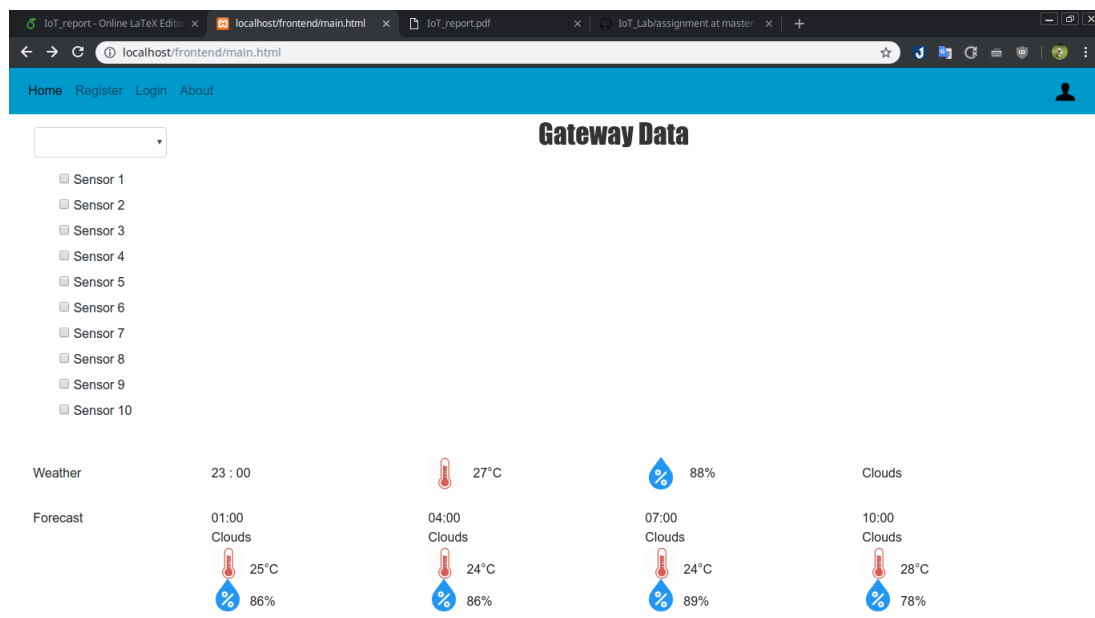 IoT_report - Online LaTeX Edito
localhost/frontend/main.html
IoT_report.pdf
IoT_Lab/assignment at master
localhost/frontend/main.html
Home Register Login About
Gateway Data
Sensor 1
Sensor 2
Sensor 3
Sensor 4
Sensor 5
Sensor 6
Sensor 7
Sensor 8
Sensor 9
Sensor 10
Weather 23 : 00 27°C % 88% Clouds
Forecast 01:00 04:00 07:00 10:00
Clouds Clouds Clouds Clouds
25°C 24°C 24°C 28°C
% 86% % 86% % 89% % 78%